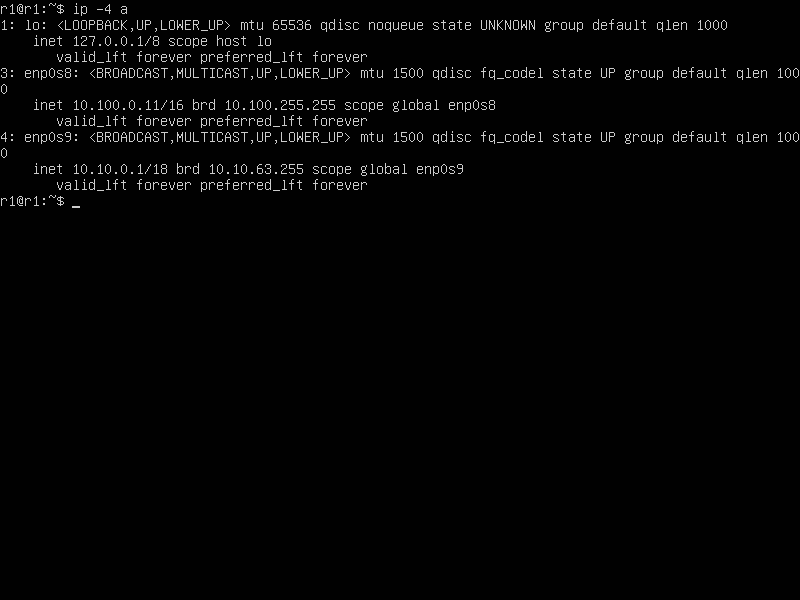 r1@r1:~$ ip -4 a
1: lo: <LOOPBACK,UP,LOWER_UP> mtu 65536 qdisc noqueue state UNKNOWN group default qlen 1000
    inet 127.0.0.1/8 scope host lo
       valid_lft forever preferred_lft forever
3: enp0s8: <BROADCAST,MULTICAST,UP,LOWER_UP> mtu 1500 qdisc fq_codel state UP group default qlen 100
0
    inet 10.100.0.11/16 brd 10.100.255.255 scope global enp0s8
       valid_lft forever preferred_lft forever
4: enp0s9: <BROADCAST,MULTICAST,UP,LOWER_UP> mtu 1500 qdisc fq_codel state UP group default qlen 100
0
    inet 10.10.0.1/18 brd 10.10.63.255 scope global enp0s9
       valid_lft forever preferred_lft forever
r1@r1:~$ _